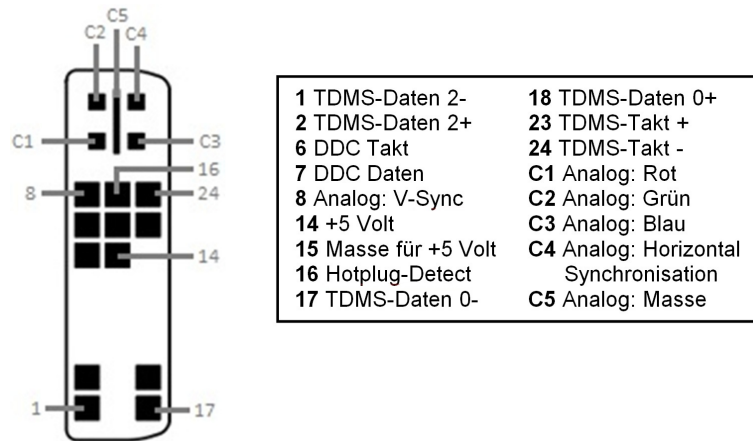 C5
C2 C4
C1 C3
16
8 24
14
1 17
1 TDMS-Daten 2-
2 TDMS-Daten 2+
6 DDC Takt
7 DDC Daten
8 Analog: V-Sync
14 +5 Volt
15 Masse für +5 Volt
16 Hotplug-Detect
17 TDMS-Daten 0-
18 TDMS-Daten 0+
23 TDMS-Takt +
24 TDMS-Takt -
C1 Analog: Rot
C2 Analog: Grün
C3 Analog: Blau
C4 Analog: Horizontal
Synchronisation
C5 Analog: Masse